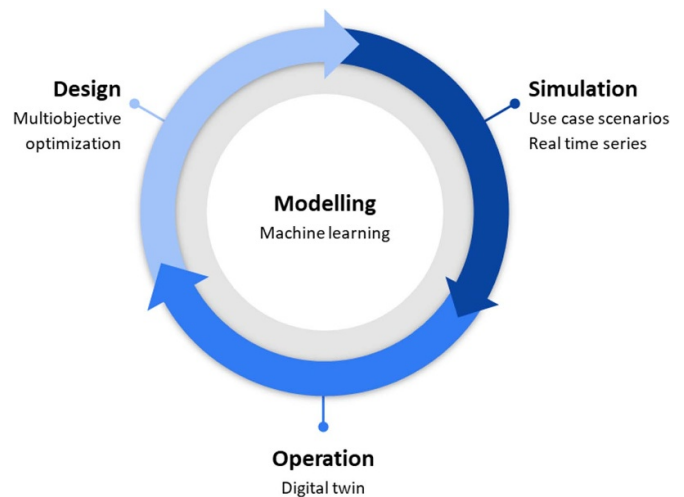 Design
Multiobjective
optimization
Simulation
Use case scenarios
Real time series
Modelling
Machine learning
Operation
Digital twin